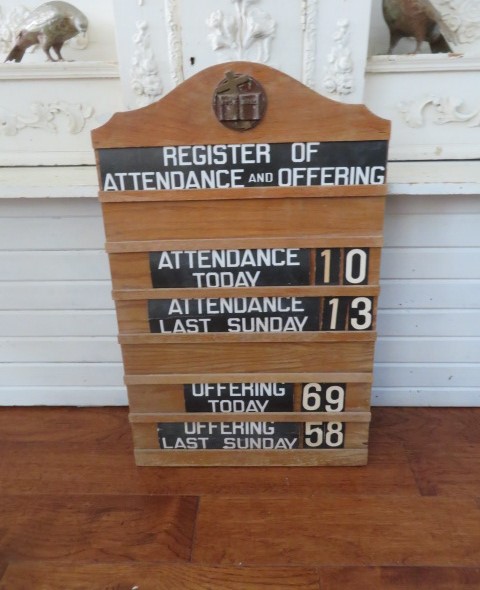 REGISTER OF
ATTENDANCE AND OFFERING
ATTENDANCE
TODAY 10
ATTENDANCE
LAST SUNDAY 13
OFFERING
TODAY 69
OFFERING
LAST SUNDAY 58